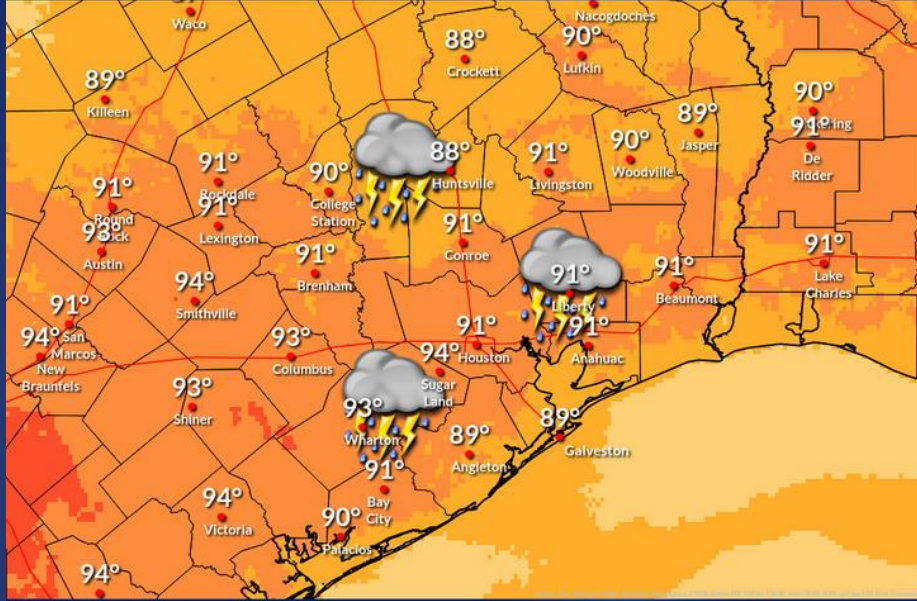 Waco
Nacogdoches
88°
Crockett
90°
Lufkin
89°
Killeen
90°
89°
Jasper
91°
De
Ridder
90°
Woodville
91°
Livingston
88°
Huntsville
91°
Rockdale
90°
College
Station
91°
Round
Rock
91°
Lexington
93°
Austin
91°
Conroe
91°
Brenham
91°
Liberty
91°
Beaumont
91°
Lake
Charles
94°
Smithville
91°
San
Marcos
94°
New
Braunfels
93°
Columbus
91°
Houston
91°
Anahuac
94°
Sugar
Land
93°
Shiner
93°
Wharton
89°
Angleton
89°
Galveston
91°
Bay
City
94°
Victoria
90°
Palacios
94°